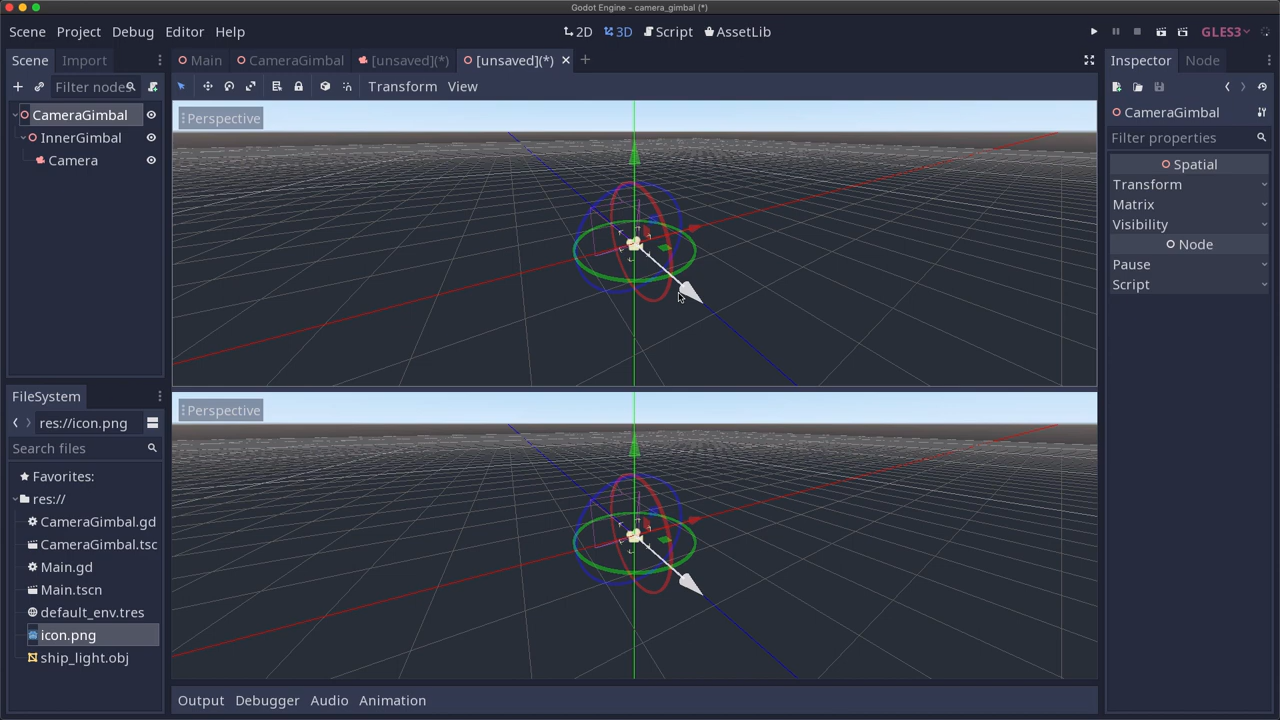 Godot Engine - camera_gimbal (*)
Scene Project Debug Editor Help
2D 3D Script AssetLib
GLES3
Scene Import
Main CameraGimbal [unsaved](*) [unsaved](*)
Inspector Node
Filter nodes
Transform View
CameraGimbal
InnerGimbal
Camera
Perspective
Perspective
CameraGimbal
Filter properties
Spatial
Transform
Matrix
Visibility
Node
Pause
Script
FileSystem
res://icon.png
Search files
Favorites:
res://
CameraGimbal.gd
CameraGimbal.tsc
Main.gd
Main.tscn
default_env.tres
icon.png
ship_light.obj
Output Debugger Audio Animation